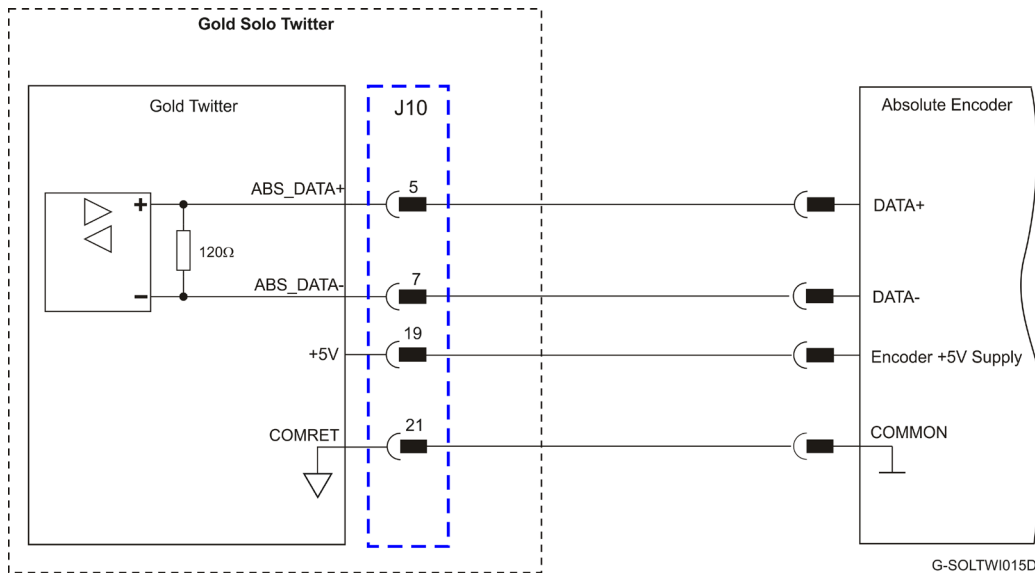 Gold Solo Twitter
Gold Twitter
J10
Absolute Encoder
ABS_DATA+
5
+
DATA+
120Ω
ABS_DATA-
7
-
DATA-
19
+5V
Encoder +5V Supply
21
COMRET
COMMON
G-SOLTWI015D